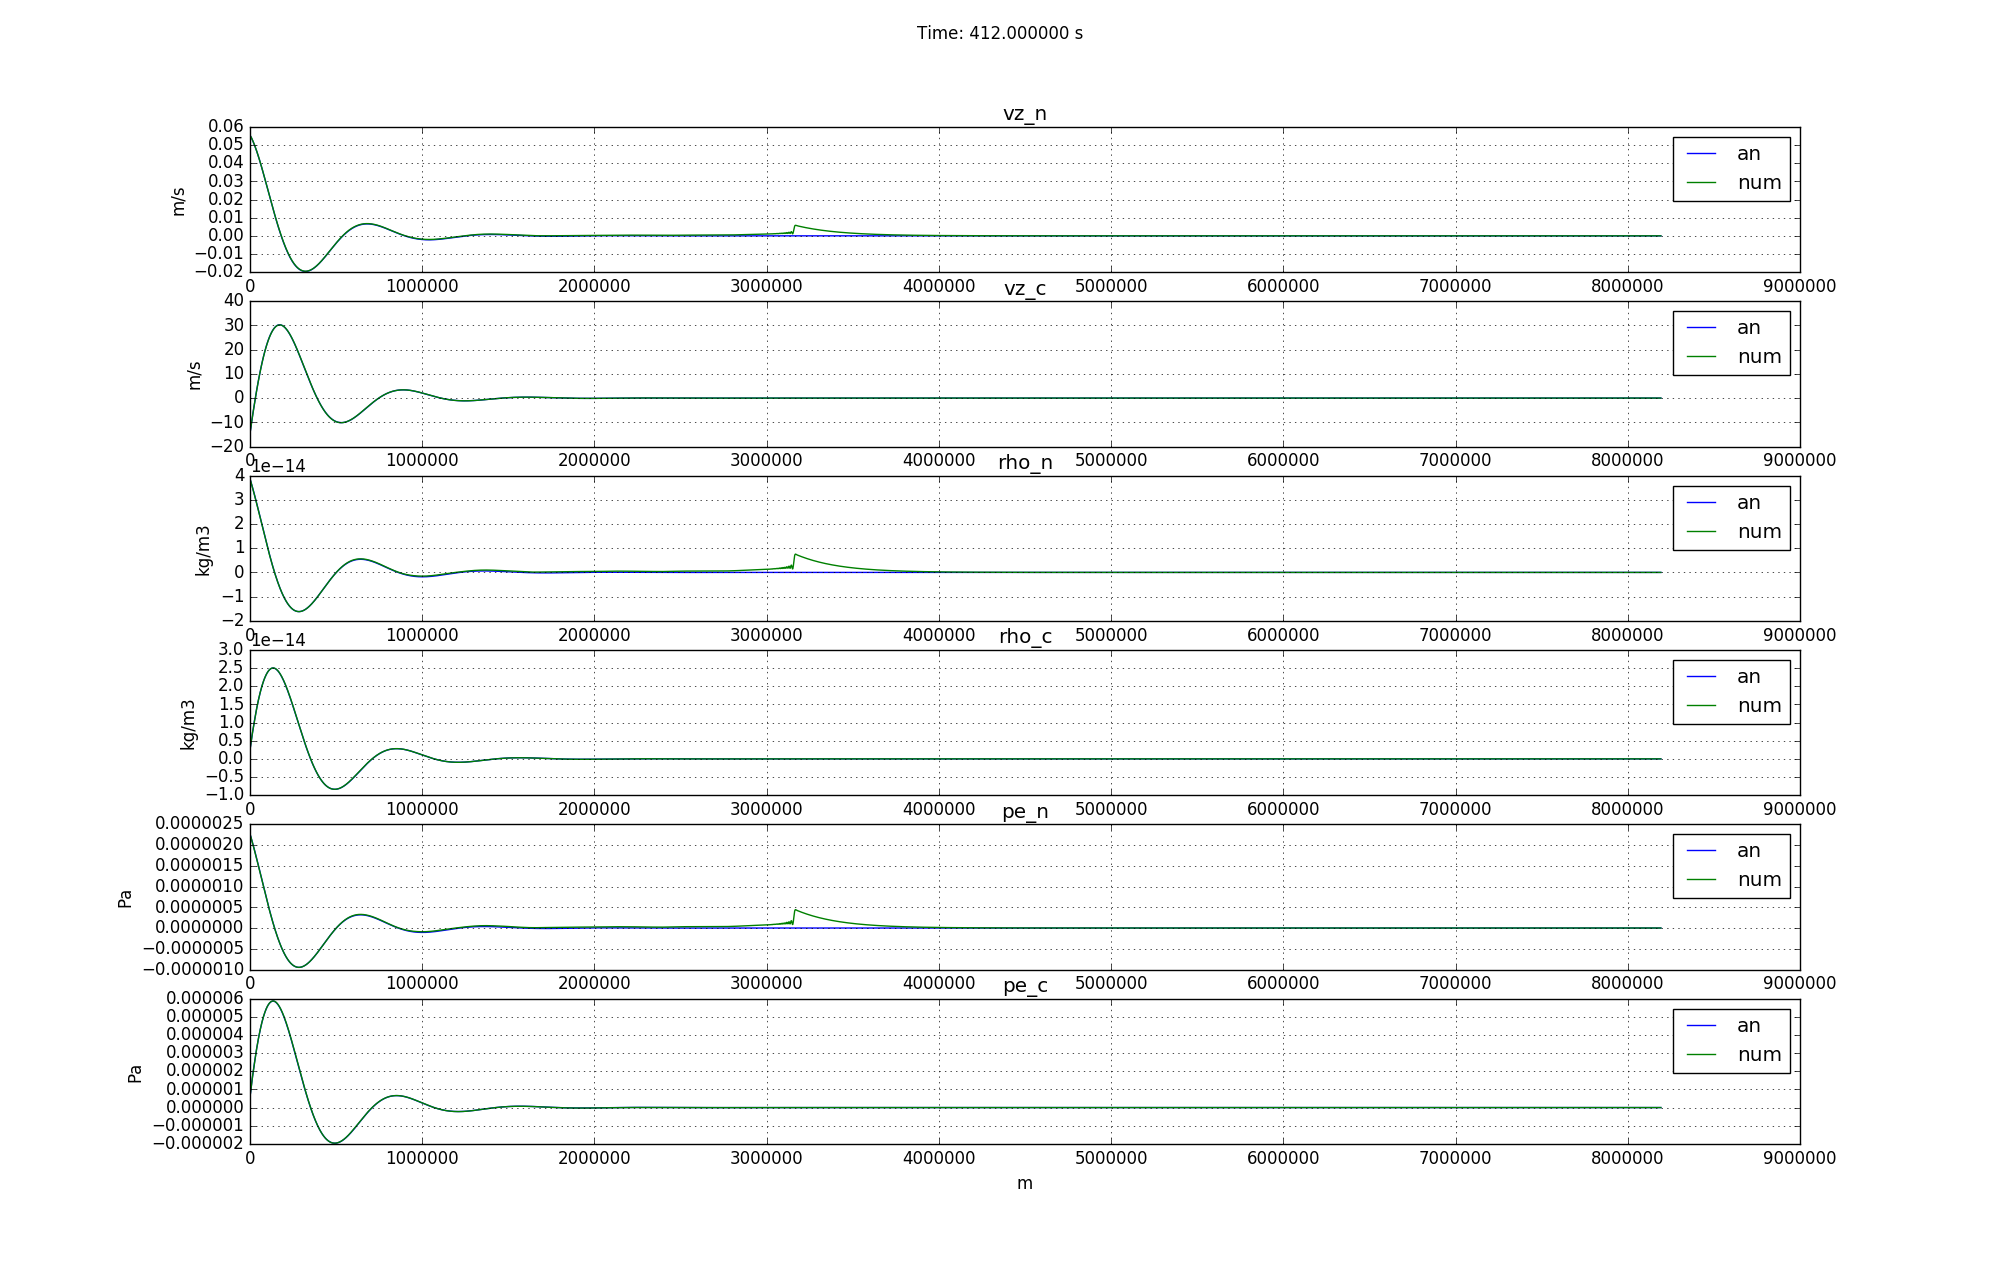 Time: 412.000000 s
vz_n
0.06
0.05
0.04
0.03
0.02
0.01
0.00
−0.01
−0.02
m/s
an
num
0 1000000 2000000 3000000 4000000 5000000 6000000 7000000 8000000 9000000
vz_c
40
30
20
10
0
−10
−20
m/s
an
num
0 1000000 2000000 3000000 4000000 5000000 6000000 7000000 8000000 9000000
1e−14
rho_n
4
3
2
1
0
−1
−2
kg/m3
an
num
0 1000000 2000000 3000000 4000000 5000000 6000000 7000000 8000000 9000000
1e−14
rho_c
3.0
2.5
2.0
1.5
1.0
0.5
0.0
−0.5
−1.0
kg/m3
an
num
0 1000000 2000000 3000000 4000000 5000000 6000000 7000000 8000000 9000000
pe_n
0.0000025
0.0000020
0.0000015
0.0000010
0.0000005
0.0000000
−0.0000005
−0.0000010
Pa
an
num
0 1000000 2000000 3000000 4000000 5000000 6000000 7000000 8000000 9000000
pe_c
0.000006
0.000005
0.000004
0.000003
0.000002
0.000001
0.000000
−0.000001
−0.000002
Pa
an
num
0 1000000 2000000 3000000 4000000 5000000 6000000 7000000 8000000 9000000
m